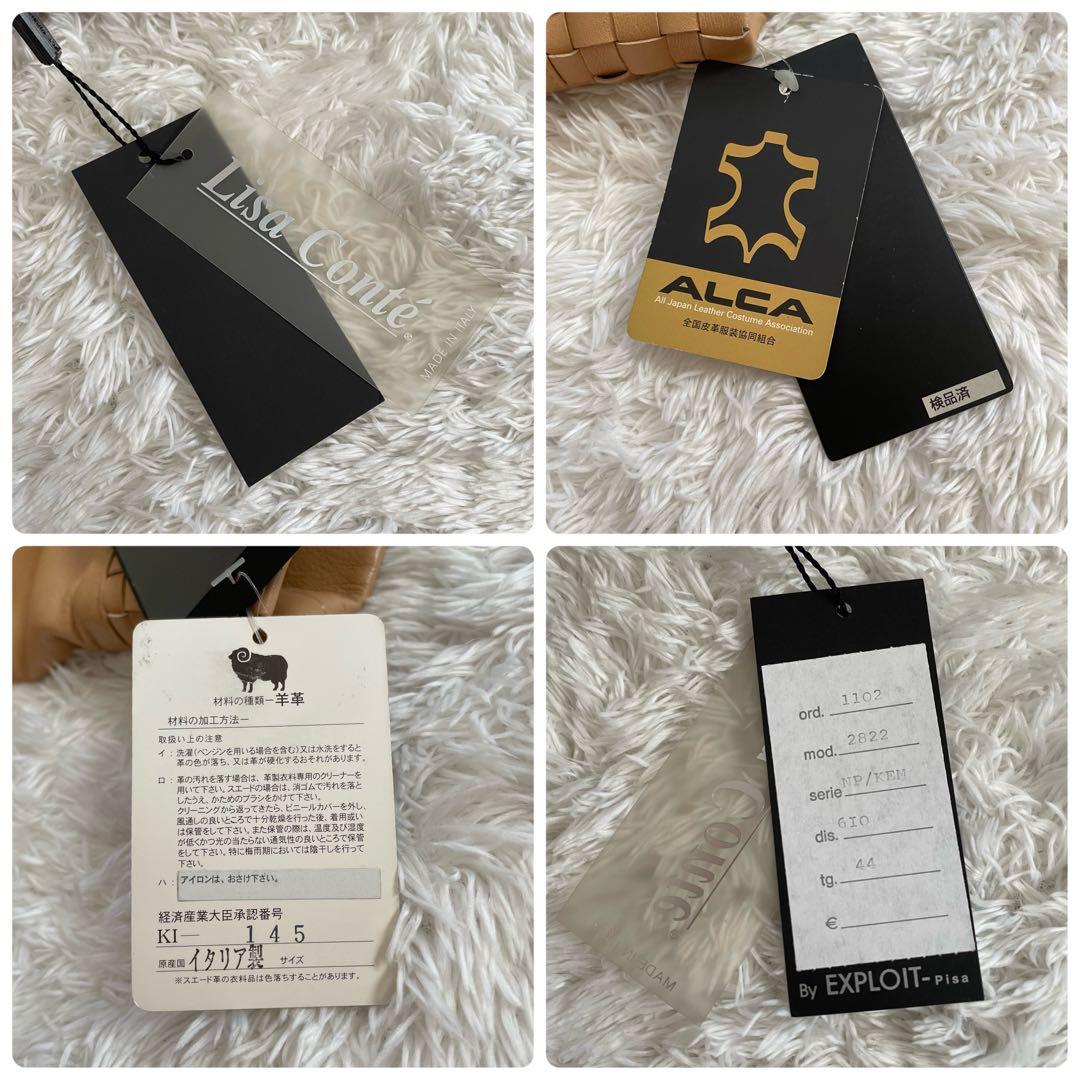 Lisa Conté®
MADE IN ITALY
ALCA
All Japan Leather Costume Association
全国皮革服装協同組合
検品済
材料の種類ー羊革
材料の加工方法ー
取扱い上の注意
イ：洗濯（ベンジンを用いる場合を含む）又は水洗をすると
革の色が落ち、又は革が硬化するおそれがあります。
ロ：革の汚れを落す場合は、革製衣料専用のクリーナーを
用いて下さい。スエードの場合は、消ゴムで汚れを落と
したうえ、かためのブラシをかけて下さい。
クリーニングから返ってきたら、ビニールカバーを外し、
風通しの良いところで十分乾燥を行った後、着用或い
は保管をして下さい。また保管の際は、温度及び湿度
が低くかつ光の当たらない通気性の良いところで保管
をして下さい。特に梅雨期においては陰干しを行って
下さい。
ハ：アイロンは、おさけ下さい。
経済産業大臣承認番号
KI— 145
原産国 イタリア製 サイズ
※スエード革の衣料品は色落ちすることがあります。
ord. 1102
mod. 2822
serie NP/KEM
dis. 610
tg. 44
€
By EXPLOIT-Pisa
MADE